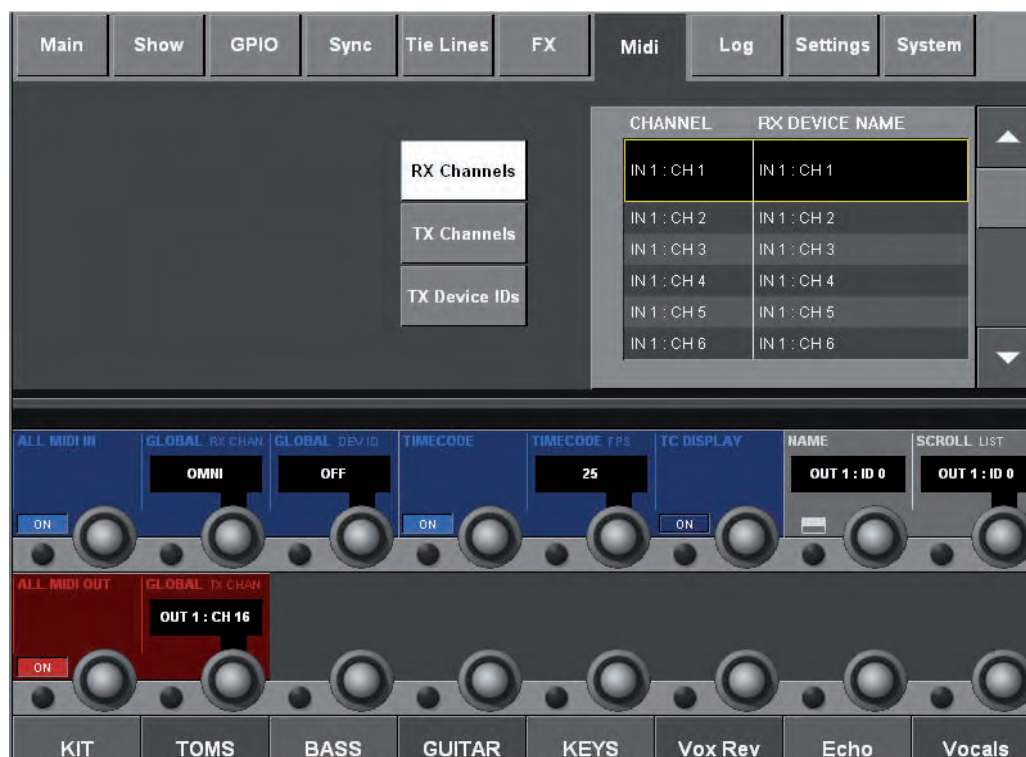 Main Show GPIO Sync Tie Lines FX Midi Log Settings System
CHANNEL RX DEVICE NAME
RX Channels
TX Channels
TX Device IDs
IN 1 : CH 1 IN 1 : CH 1
IN 1 : CH 2 IN 1 : CH 2
IN 1 : CH 3 IN 1 : CH 3
IN 1 : CH 4 IN 1 : CH 4
IN 1 : CH 5 IN 1 : CH 5
IN 1 : CH 6 IN 1 : CH 6
ALL MIDI IN GLOBAL RX CHAN GLOBAL DEV ID TIMECODE TIMECODE FPS TC DISPLAY NAME SCROLL LIST
OMNI OFF 25 OUT 1 : ID 0 OUT 1 : ID 0
ON ON ON
ALL MIDI OUT GLOBAL TX CHAN
OUT 1 : CH 16
ON
KIT TOMS BASS GUITAR KEYS Vox Rev Echo Vocals